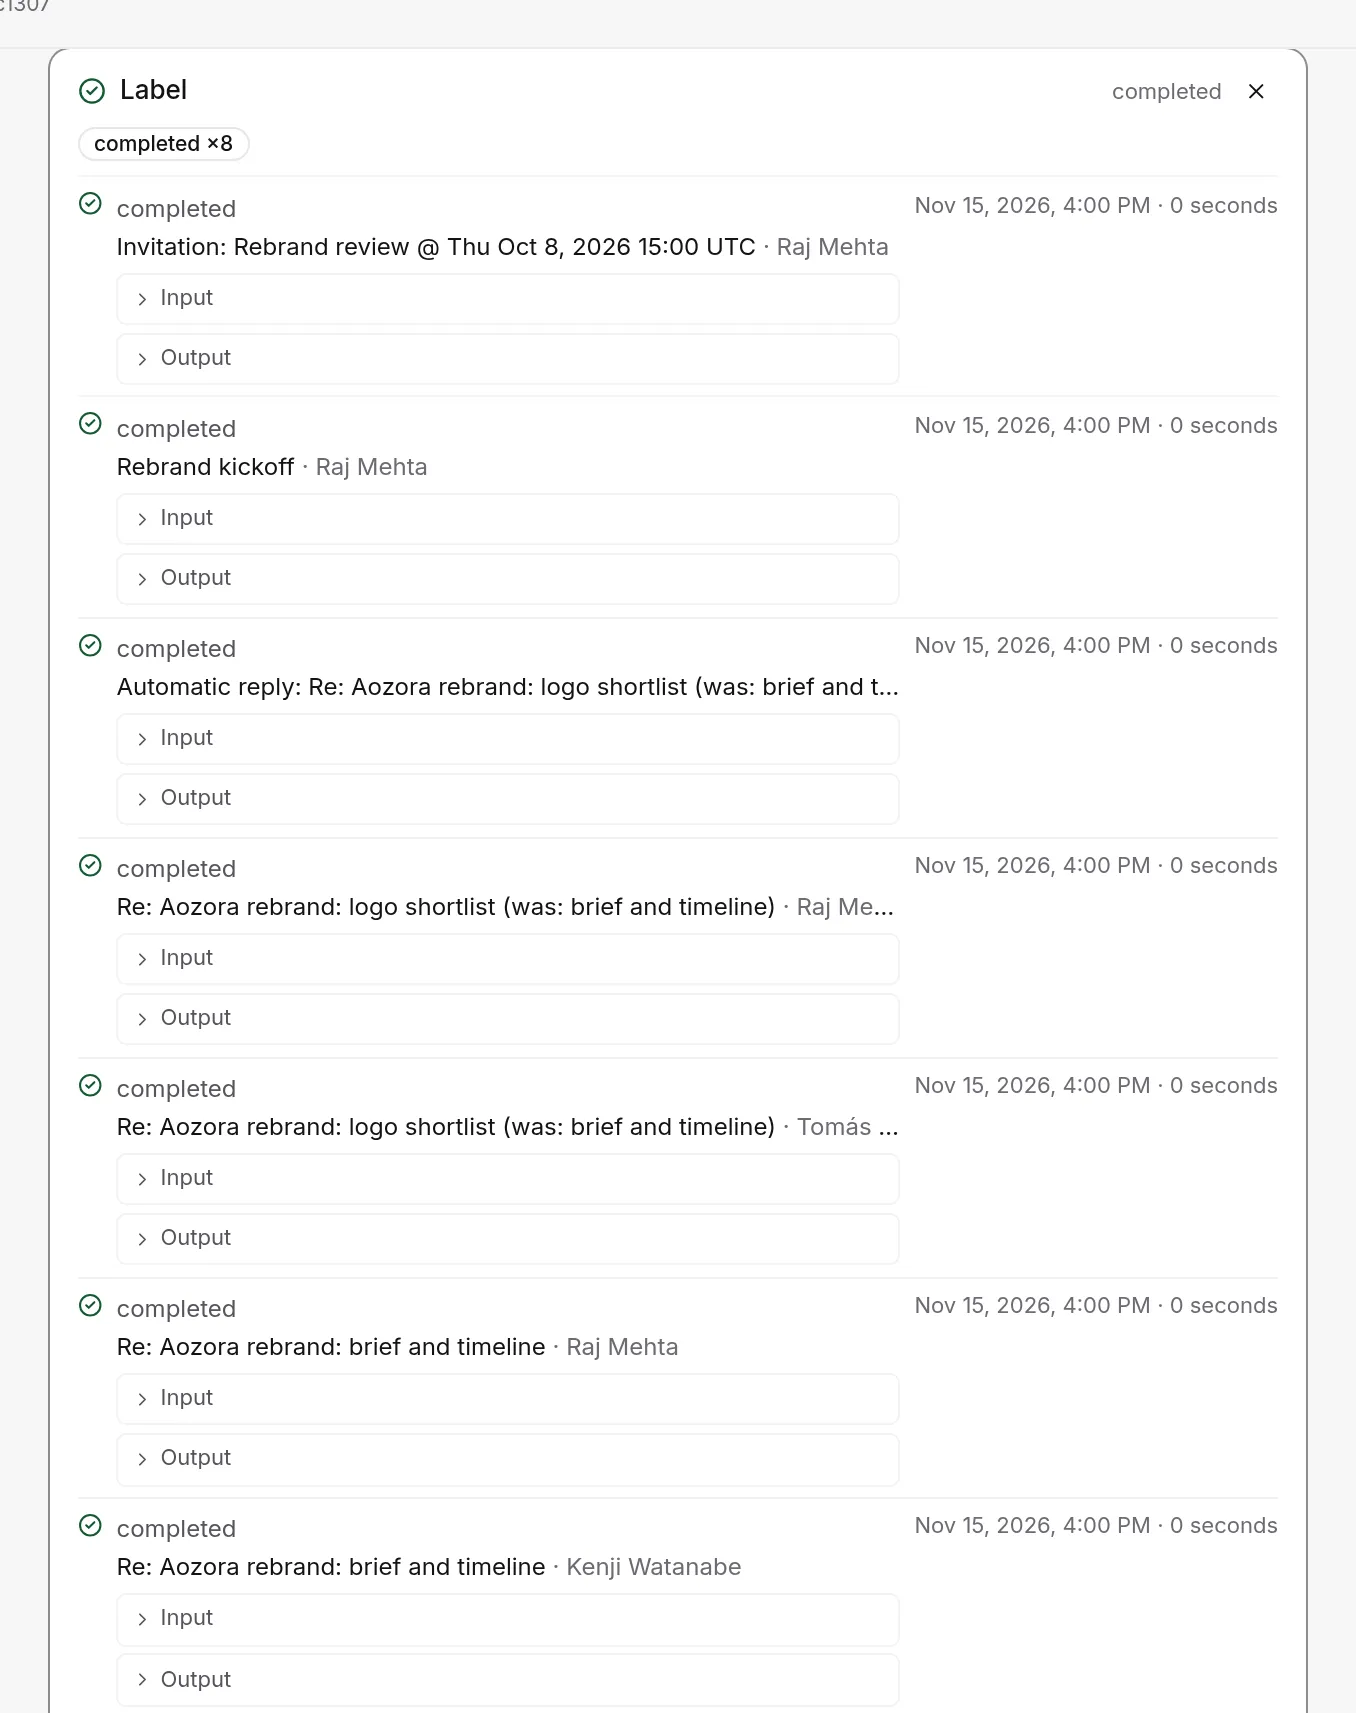 c1307
Label
completed
completed ×8
completed
Nov 15, 2026, 4:00 PM · 0 seconds
Invitation: Rebrand review @ Thu Oct 8, 2026 15:00 UTC · Raj Mehta
Input
Output
completed
Nov 15, 2026, 4:00 PM · 0 seconds
Rebrand kickoff · Raj Mehta
Input
Output
completed
Nov 15, 2026, 4:00 PM · 0 seconds
Automatic reply: Re: Aozora rebrand: logo shortlist (was: brief and t...
Input
Output
completed
Nov 15, 2026, 4:00 PM · 0 seconds
Re: Aozora rebrand: logo shortlist (was: brief and timeline) · Raj Me...
Input
Output
completed
Nov 15, 2026, 4:00 PM · 0 seconds
Re: Aozora rebrand: logo shortlist (was: brief and timeline) · Tomás ...
Input
Output
completed
Nov 15, 2026, 4:00 PM · 0 seconds
Re: Aozora rebrand: brief and timeline · Raj Mehta
Input
Output
completed
Nov 15, 2026, 4:00 PM · 0 seconds
Re: Aozora rebrand: brief and timeline · Kenji Watanabe
Input
Output